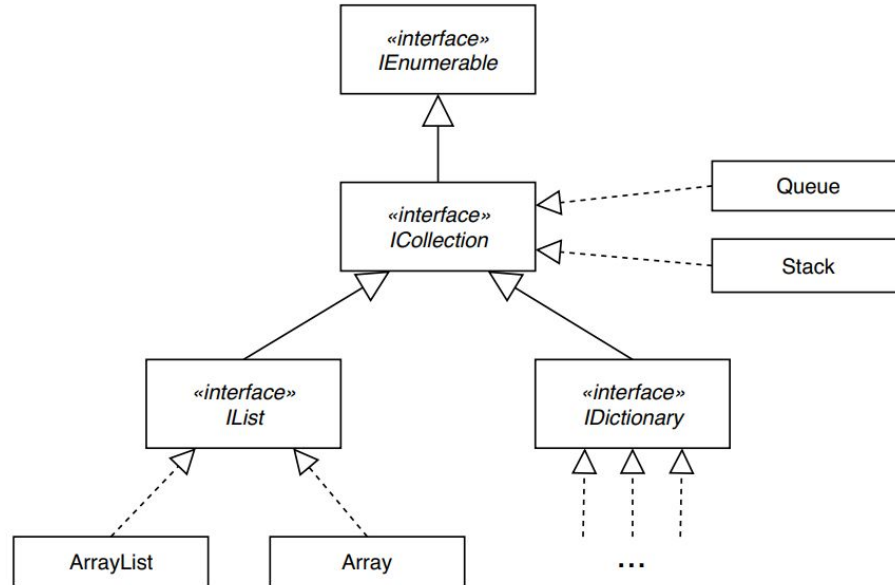 «interface»
IEnumerable
«interface»
ICollection
Queue
Stack
«interface»
IList
«interface»
IDictionary
ArrayList
Array
...